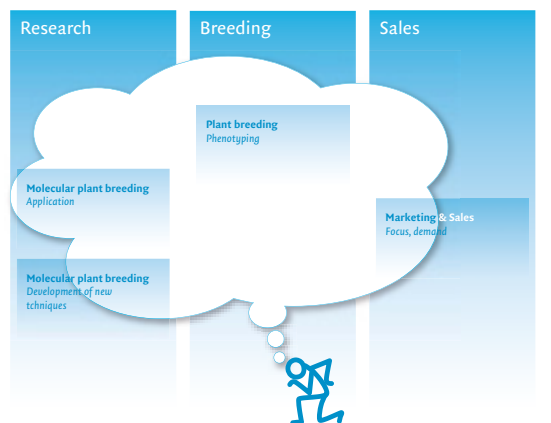 Research
Breeding
Sales
Plant breeding
Phenotyping
Molecular plant breeding
Application
Marketing & Sales
Focus, demand
Molecular plant breeding
Development of new
tchniques